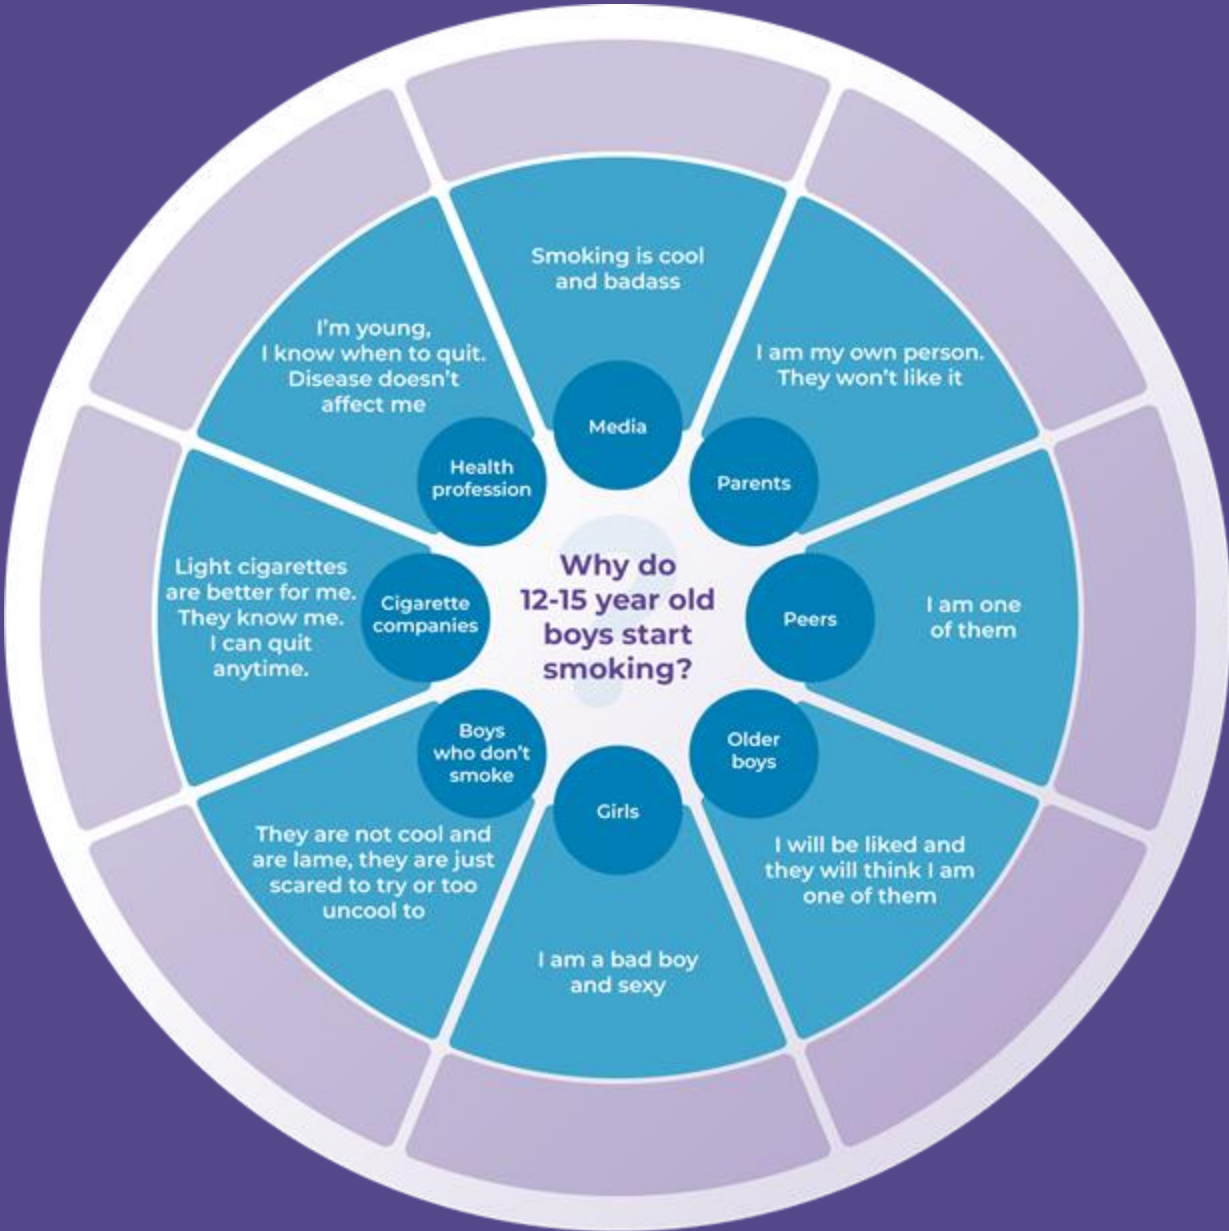 Smoking is cool
and badass
Media
I am my own person.
They won't like it
Parents
I am one
of them
Peers
I will be liked and
they will think I am
one of them
Older
boys
I am a bad boy
and sexy
Girls
They are not cool and
are lame, they are just
scared to try or too
uncool to
Boys
who don't
smoke
Light cigarettes
are better for me.
They know me.
I can quit
anytime.
Cigarette
companies
I'm young,
I know when to quit.
Disease doesn't
affect me
Health
profession
?
Why do
12-15 year old
boys start
smoking?